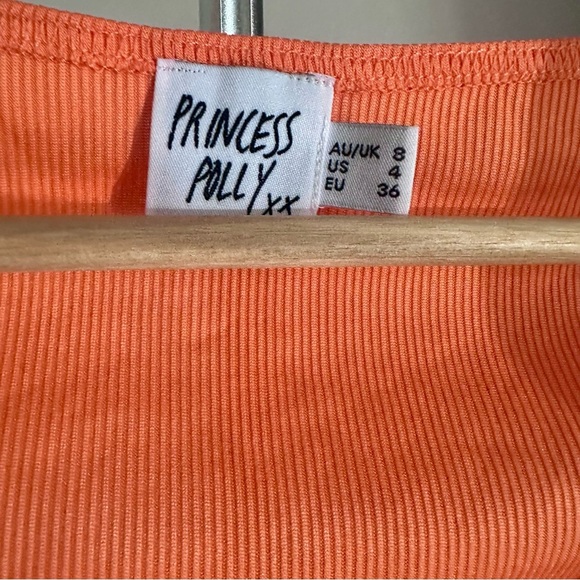 PRINCESS
POLLY
xx
AU/UK 8
US 4
EU 36